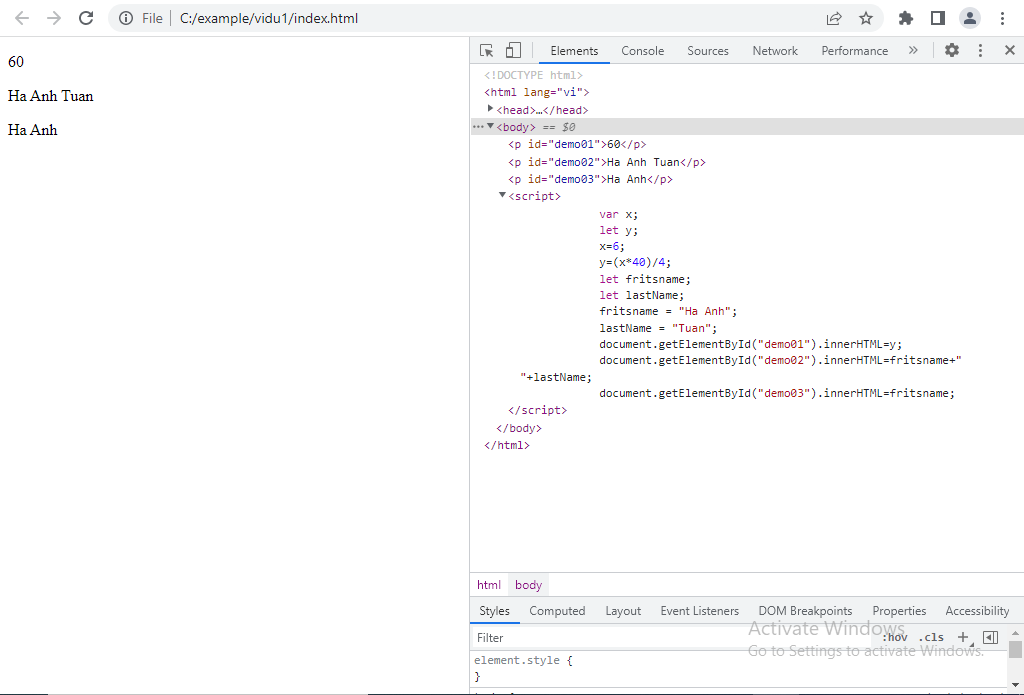 File C:/example/vidu1/index.html
60
Ha Anh Tuan
Ha Anh
Elements Console Sources Network Performance »
<!DOCTYPE html>
<html lang="vi">
<head>…</head>
<body> == $0
<p id="demo01">60</p>
<p id="demo02">Ha Anh Tuan</p>
<p id="demo03">Ha Anh</p>
<script>
var x;
let y;
x=6;
y=(x*40)/4;
let fritsname;
let lastName;
fritsname = "Ha Anh";
lastName = "Tuan";
document.getElementById("demo01").innerHTML=y;
document.getElementById("demo02").innerHTML=fritsname+"
"+lastName;
document.getElementById("demo03").innerHTML=fritsname;
</script>
</body>
</html>
html body
Styles Computed Layout Event Listeners DOM Breakpoints Properties Accessibility
Filter :hov .cls +
element.style {
}
Activate Windows
Go to Settings to activate Windows.